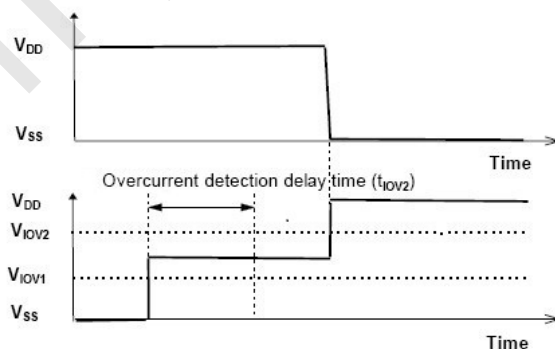 VDD
VSS
Time
Overcurrent detection delay time (tIOV2)
VDD
VIOV2
VIOV1
VSS
Time